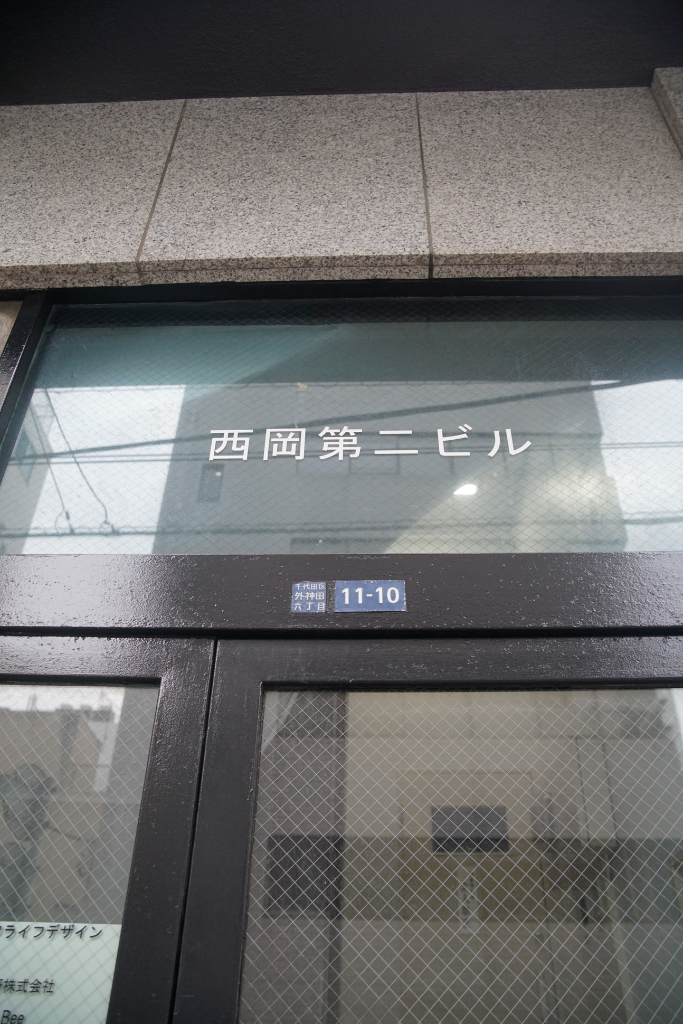 西岡第二ビル
千代田区
外神田
六丁目
11-10
ライフデザイン
株式会社
Bee